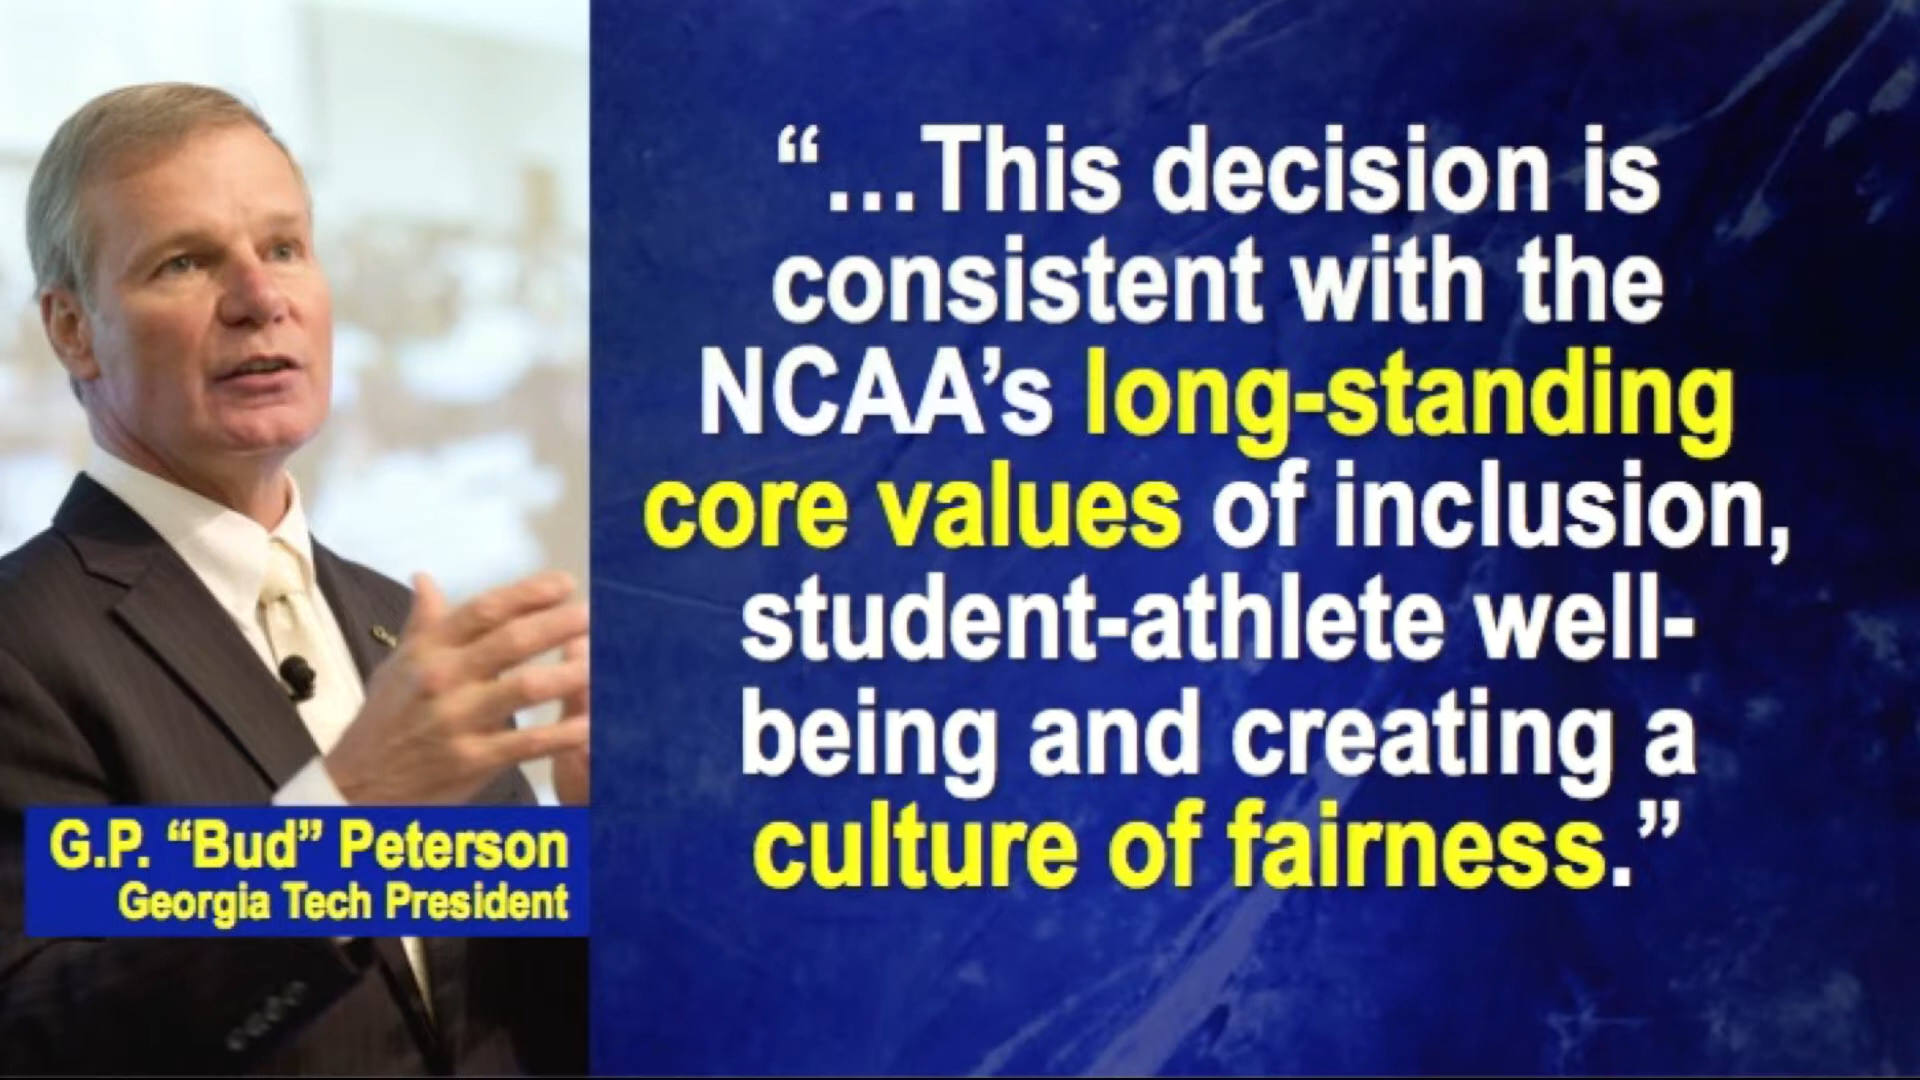 “...This decision is
consistent with the
NCAA’s long-standing
core values of inclusion,
student-athlete well-
being and creating a
culture of fairness.”
G.P. “Bud” Peterson
Georgia Tech President